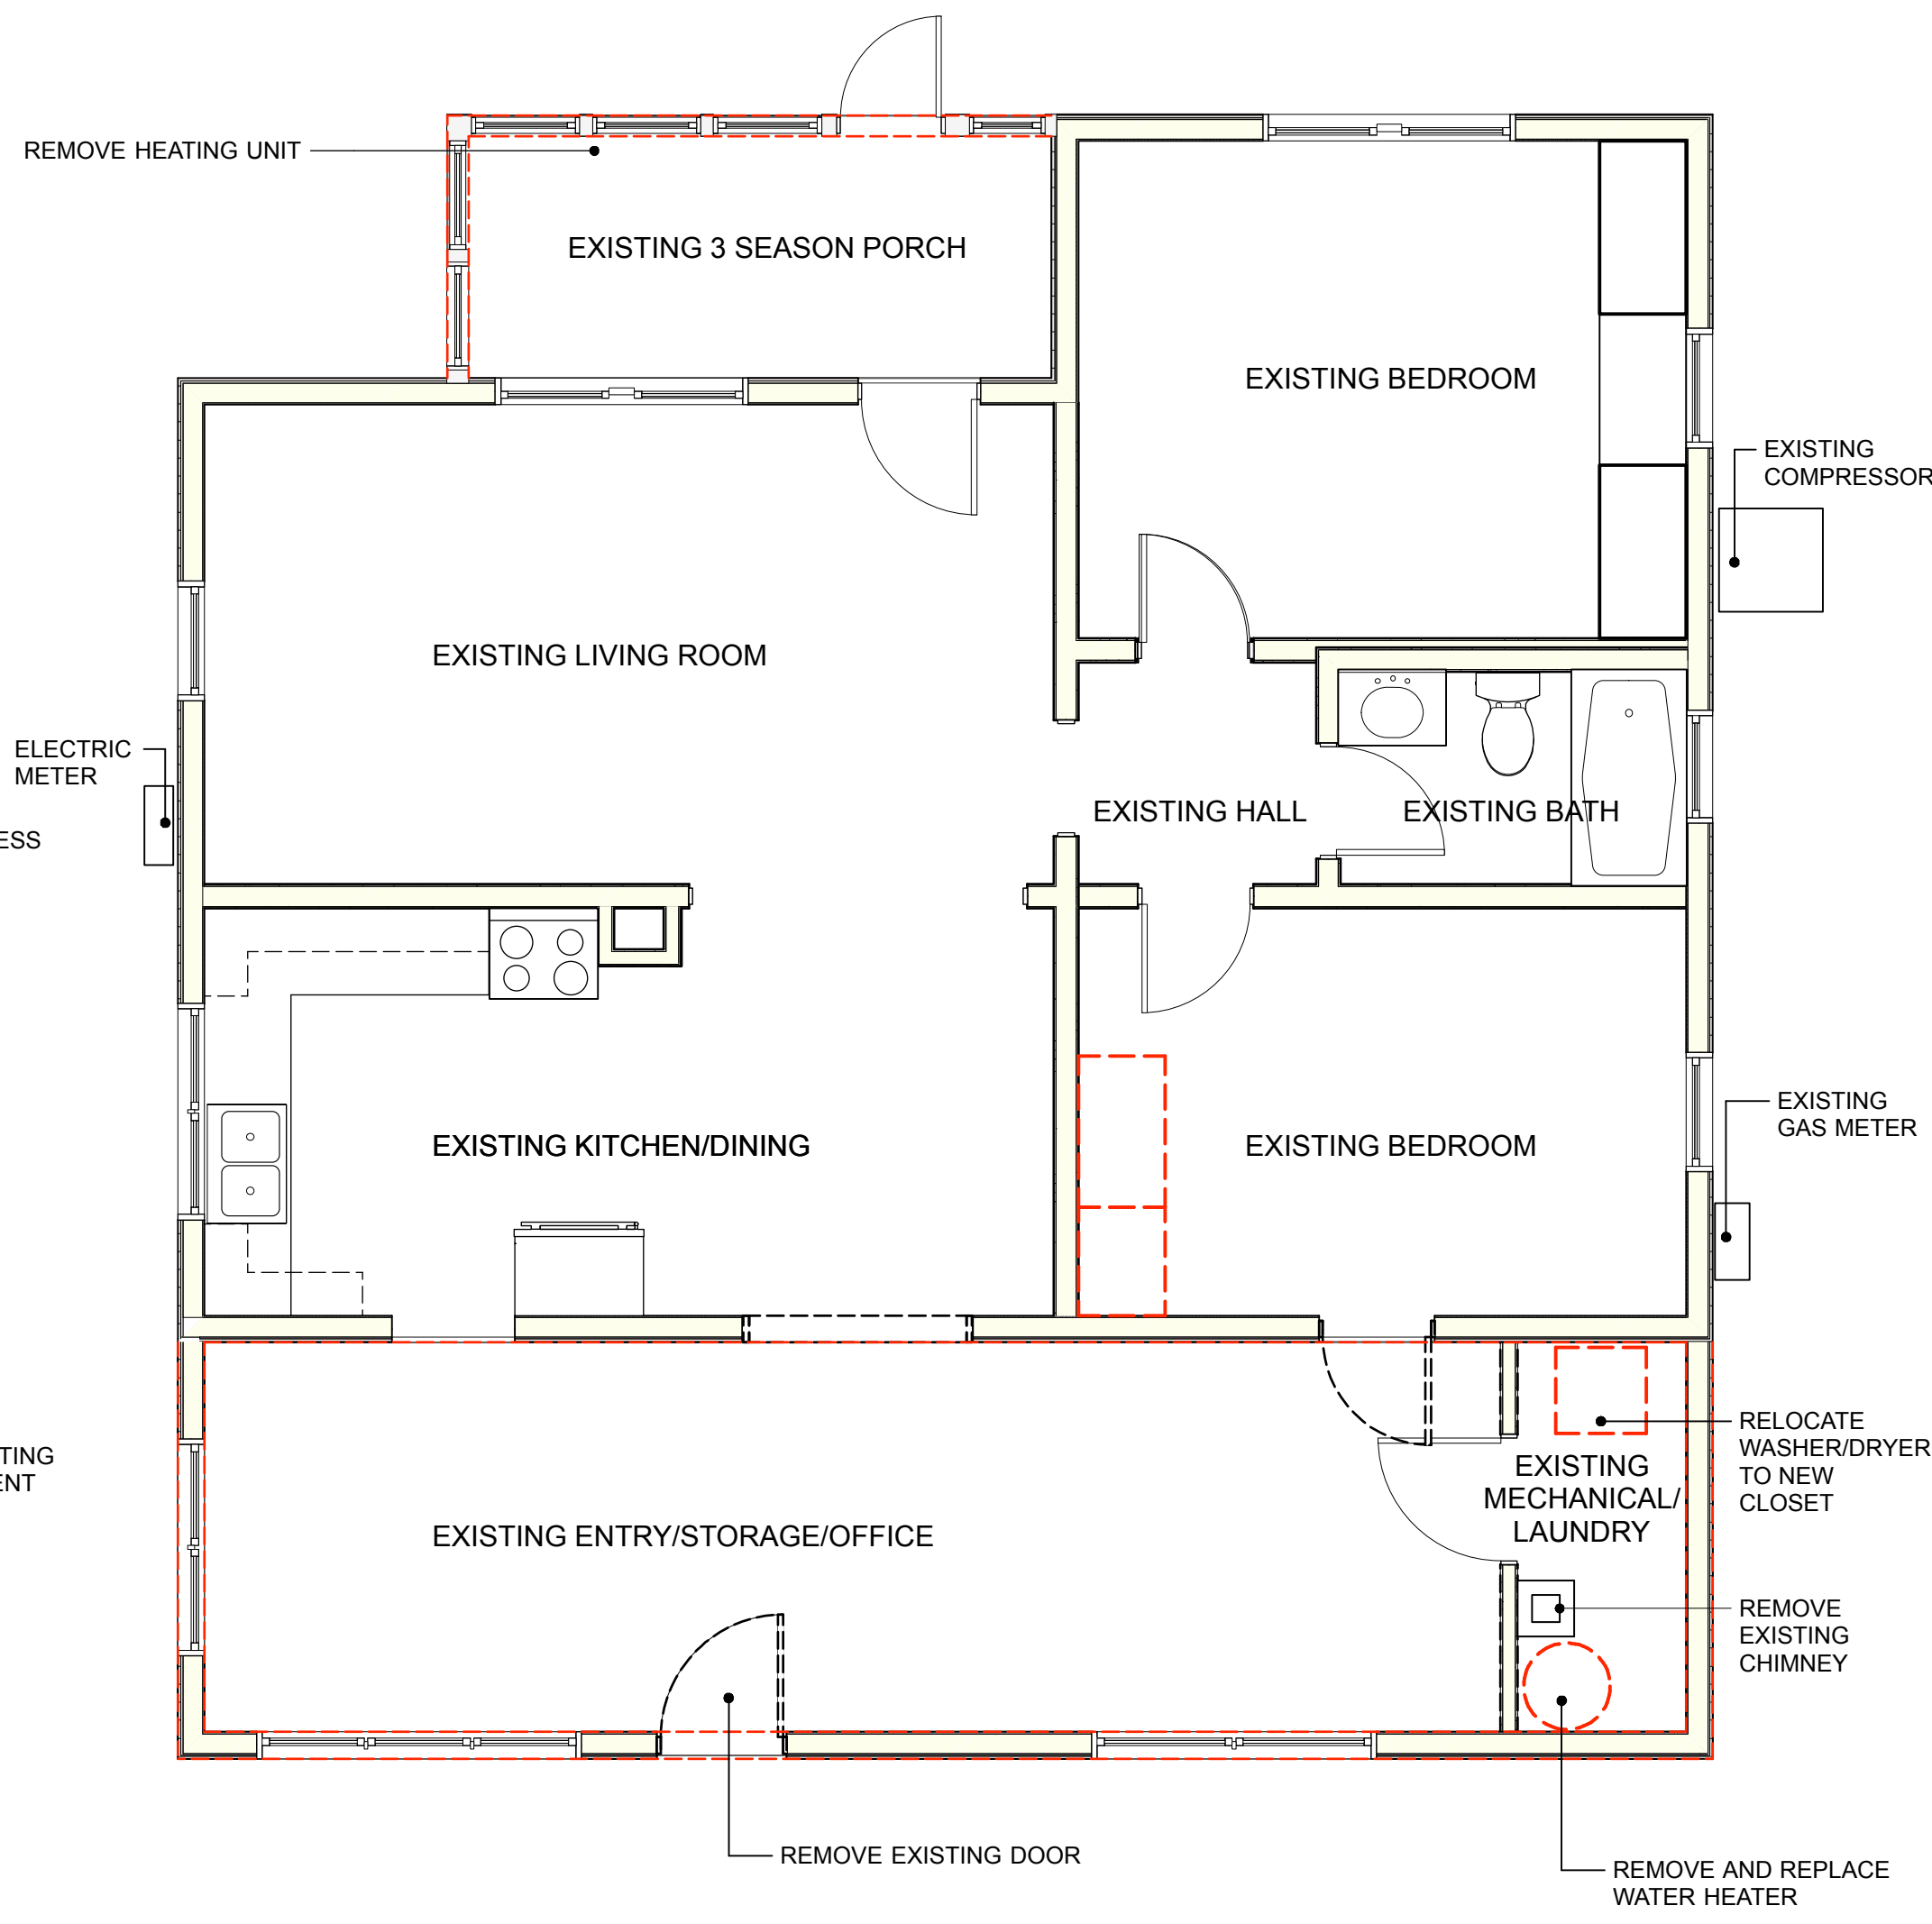 REMOVE HEATING UNIT
EXISTING 3 SEASON PORCH
EXISTING BEDROOM
EXISTING
COMPRESSOR
EXISTING LIVING ROOM
ELECTRIC
METER
ESS
EXISTING HALL
EXISTING BATH
EXISTING
GAS METER
EXISTING KITCHEN/DINING
EXISTING BEDROOM
TING
ENT
RELOCATE
WASHER/DRYER
TO NEW
CLOSET
EXISTING
MECHANICAL/
LAUNDRY
EXISTING ENTRY/STORAGE/OFFICE
REMOVE
EXISTING
CHIMNEY
REMOVE EXISTING DOOR
REMOVE AND REPLACE
WATER HEATER